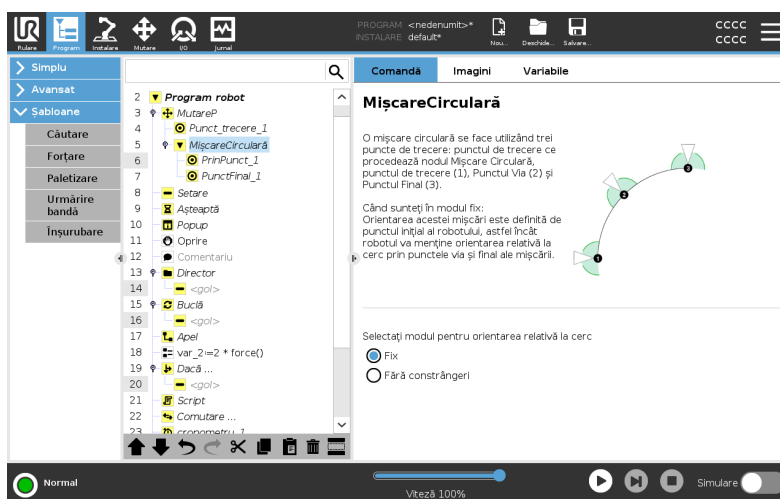 UR
Rulare
Program
Instalare
Mutare
I/O
Jurnal
PROGRAM <nedenumit>*
INSTALARE default*
Nou...
Deschide...
Salvare...
cccc
cccc
Simplu
Avansat
Șabloane
Căutare
Forțare
Paletizare
Urmărire
bandă
Înșurubare
2 Program robot
3 MutareP
4 Punct_trecere_1
5 MișcareCirculară
6 PrinPunct_1
7 PunctFinal_1
8 Setare
9 Așteaptă
10 Popup
11 Oprire
12 Comentariu
13 Director
14 <gol>
15 Buclă
16 <gol>
17 Apel
18 var_2≔2 * force()
19 Dacă ...
20 <gol>
21 Script
22 Comutare ...
23 cronometru_1
Comandă Imagini Variabile
MișcareCirculară
O mișcare circulară se face utilizând trei
puncte de trecere: punctul de trecere ce
procedează nodul Mișcare Circulară,
punctul de trecere (1), Punctul Via (2) și
Punctul Final (3).
Când sunteți în modul fix:
Orientarea acestei mișcări este definită de
punctul inițial al robotului, astfel încât
robotul va menține orientarea relativă la
cerc prin punctele via și final ale mișcării.
3
2
1
Selectați modul pentru orientarea relativă la cerc
Fix
Fără constrângeri
Normal
Viteză 100%
Simulare